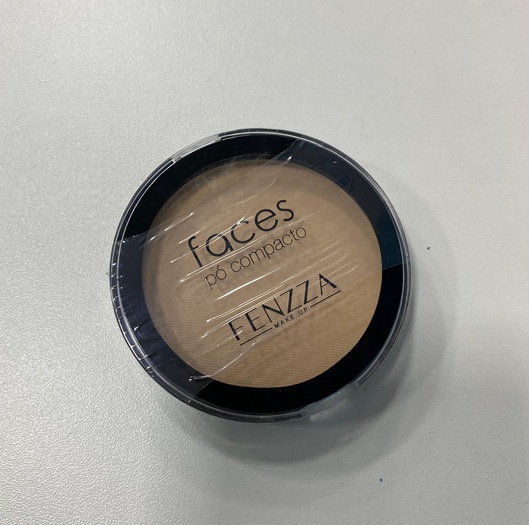 faces
pó compacto
FENZZA
MAKE UP